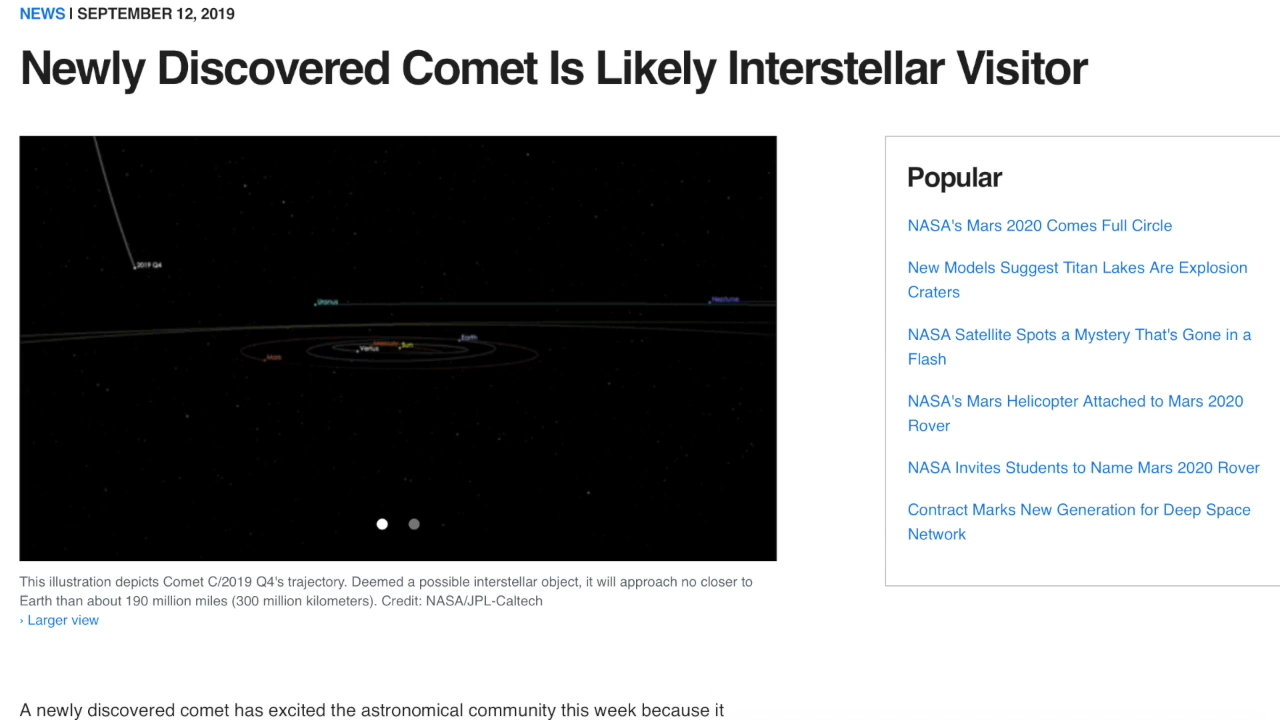 NEWS | SEPTEMBER 12, 2019
Newly Discovered Comet Is Likely Interstellar Visitor
2019 Q4
Uranus
Neptune
Earth
Mercury
Sun
Venus
Mars
This illustration depicts Comet C/2019 Q4's trajectory. Deemed a possible interstellar object, it will approach no closer to
Earth than about 190 million miles (300 million kilometers). Credit: NASA/JPL-Caltech
› Larger view
A newly discovered comet has excited the astronomical community this week because it
Popular
NASA's Mars 2020 Comes Full Circle
New Models Suggest Titan Lakes Are Explosion
Craters
NASA Satellite Spots a Mystery That's Gone in a
Flash
NASA's Mars Helicopter Attached to Mars 2020
Rover
NASA Invites Students to Name Mars 2020 Rover
Contract Marks New Generation for Deep Space
Network